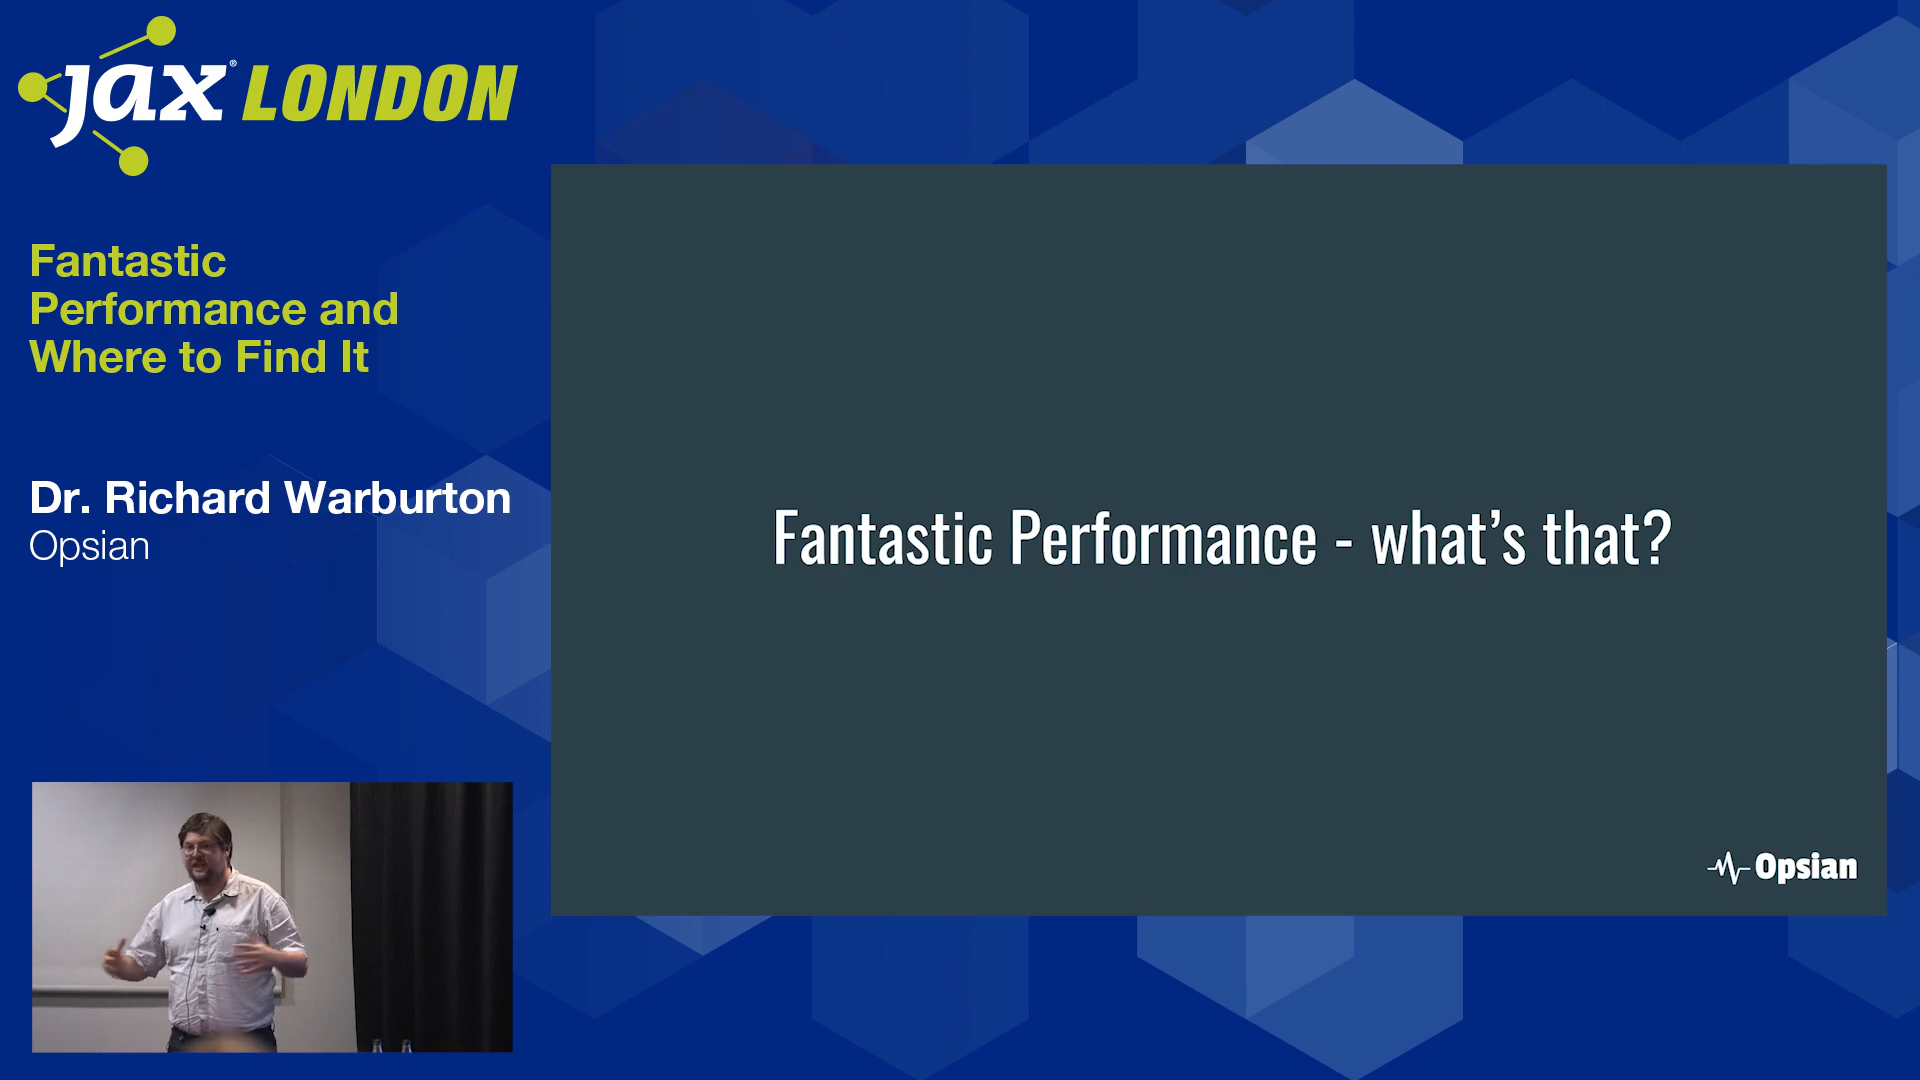 jax® LONDON
Fantastic
Performance and
Where to Find It
Dr. Richard Warburton
Opsian
Fantastic Performance - what’s that?
Opsian